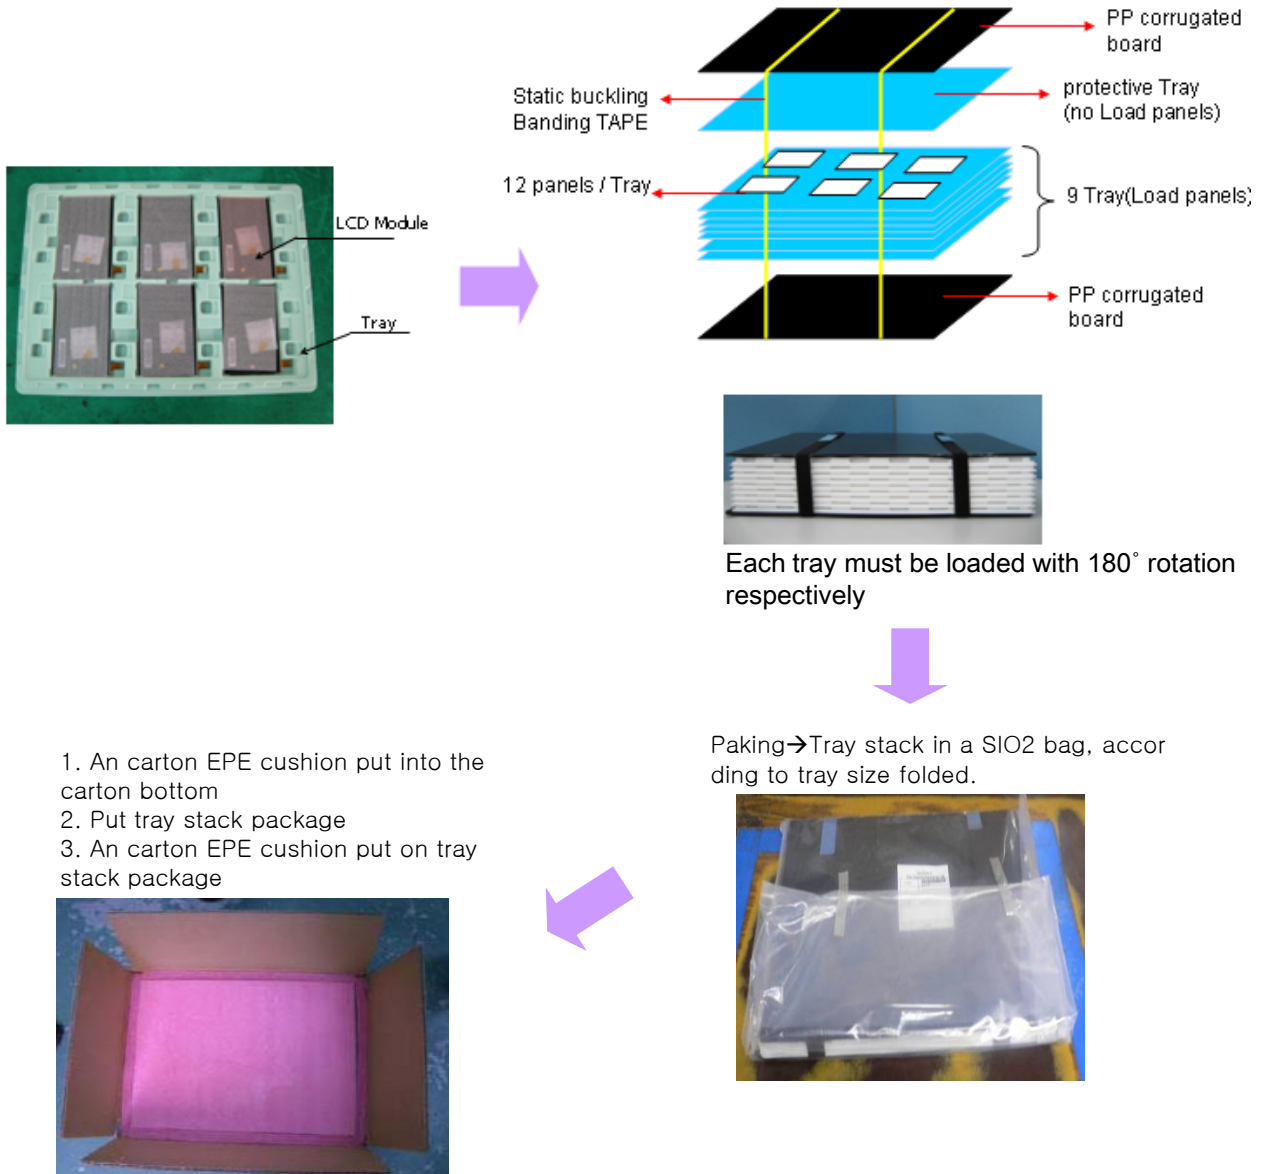 PP corrugated
board
Static buckling
Banding TAPE
protective Tray
(no Load panels)
LCD Module
Tray
12 panels / Tray
9 Tray(Load panels)
PP corrugated
board
Each tray must be loaded with 180˚ rotation
respectively
Paking→Tray stack in a SIO2 bag, accor
ding to tray size folded.
1. An carton EPE cushion put into the
carton bottom
2. Put tray stack package
3. An carton EPE cushion put on tray
stack package